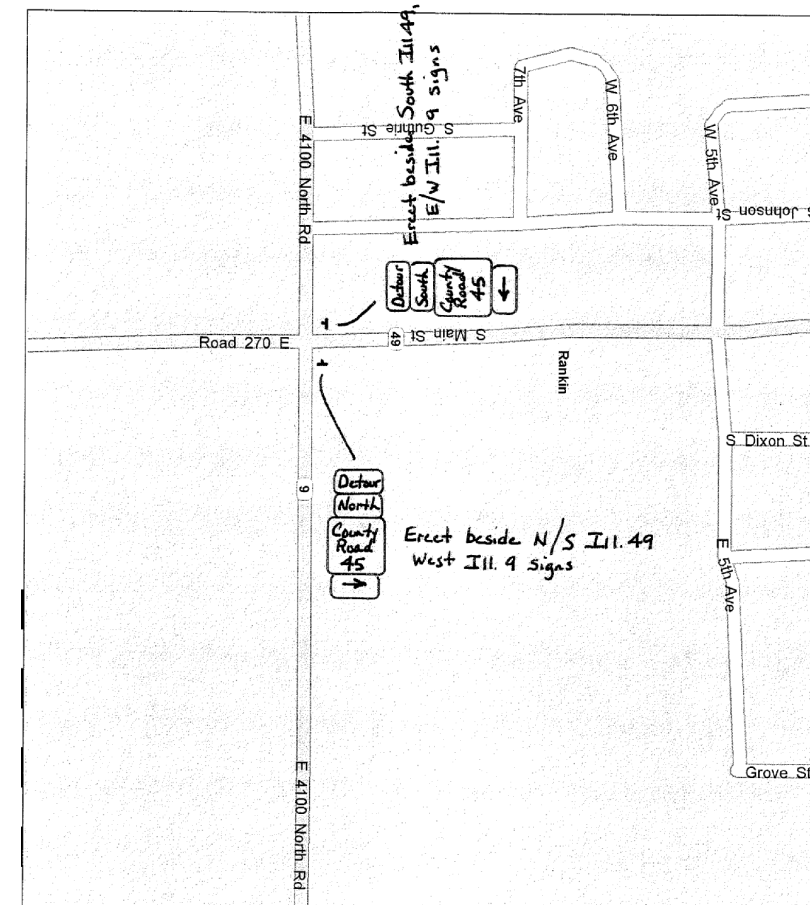 Erect beside South Ill 49,
E/W Ill. 9 signs
7th Ave
W 6th Ave
W 5th Ave
E 4100 North Rd
S Guthrie St
S Johnson St
Detour
South
County
Road
45
←
Road 270 E
49
S Main St
Rankin
S Dixon St
9
Detour
North
County
Road
45
→
Erect beside N/S Ill. 49
West Ill. 9 signs
E 5th Ave
E 4100 North Rd
Grove St